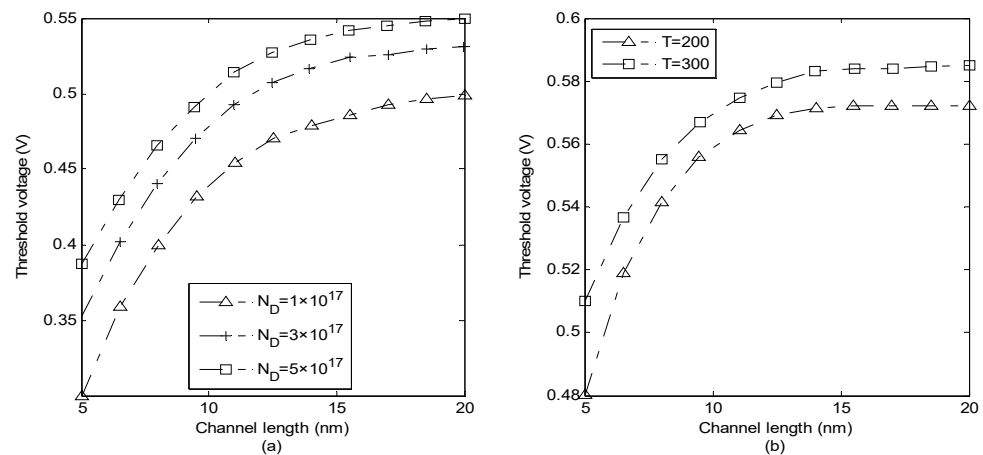 0.55
0.5
0.45
0.4
0.35
5
10
15
20
Threshold voltage (V)
Channel length (nm)
(a)
N_D=1×10^17
N_D=3×10^17
N_D=5×10^17
0.6
0.58
0.56
0.54
0.52
0.5
0.48
5
10
15
20
Threshold voltage (V)
Channel length (nm)
(b)
T=200
T=300